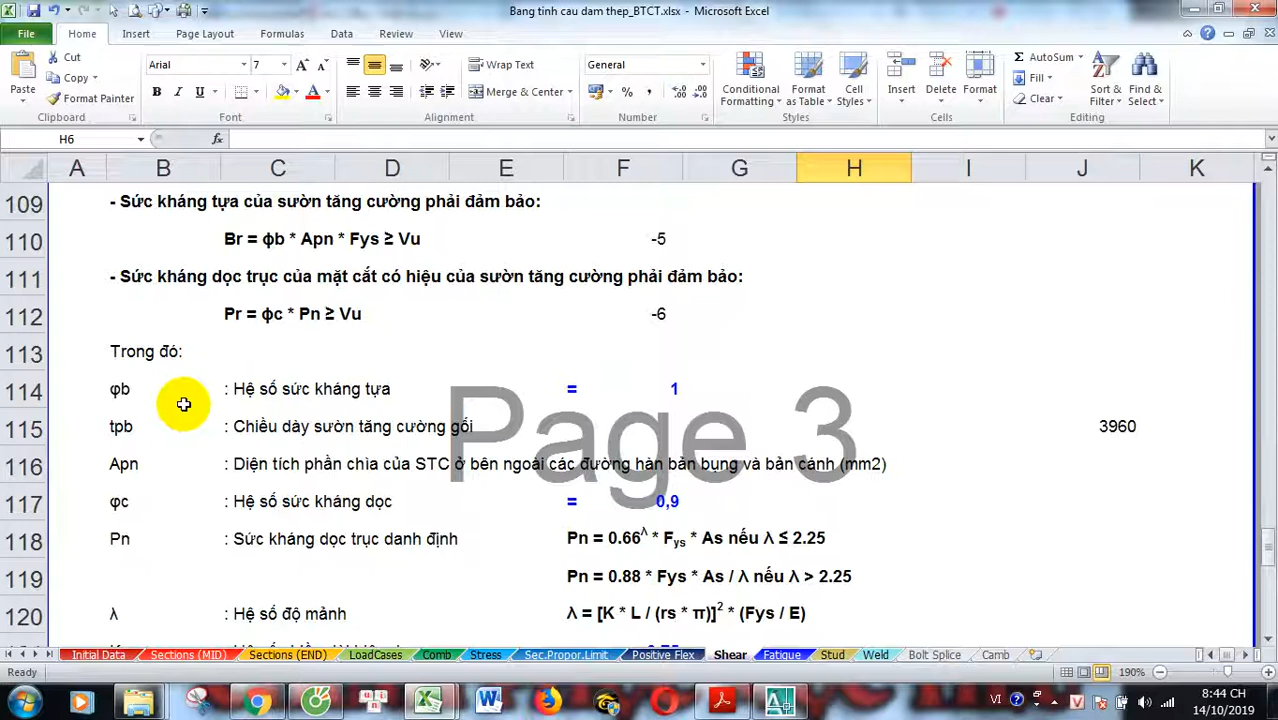 Bang tinh cau dam thep_BTCT.xlsx - Microsoft Excel
File Home Insert Page Layout Formulas Data Review View
Paste
Cut
Copy
Format Painter
Clipboard
Arial 7
B I U
Font
Wrap Text
Merge & Center
Alignment
General
Number
Conditional Formatting
Format as Table
Cell Styles
Styles
Insert
Delete
Format
Cells
AutoSum
Fill
Clear
Sort & Filter
Find & Select
Editing
H6 fx
A B C D E F G H I J K
109 - Sức kháng tựa của sườn tăng cường phải đảm bảo:
110 Br = ϕb * Apn * Fys ≥ Vu -5
111 - Sức kháng dọc trục của mặt cắt có hiệu của sườn tăng cường phải đảm bảo:
112 Pr = ϕc * Pn ≥ Vu -6
113 Trong đó:
114 φb : Hệ số sức kháng tựa = 1
115 tpb : Chiều dày sườn tăng cường gối 3960
116 Apn : Diện tích phần chìa của STC ở bên ngoài các đường hàn bản bụng và bản cánh (mm2)
117 φc : Hệ số sức kháng dọc = 0,9
118 Pn : Sức kháng dọc trục danh định Pn = 0.66^λ * Fys * As nếu λ ≤ 2.25
119 Pn = 0.88 * Fys * As / λ nếu λ > 2.25
120 λ : Hệ số độ mảnh λ = [K * L / (rs * π)]² * (Fys / E)
Page 3
Initial Data Sections (MID) Sections (END) LoadCases Comb Stress Sec.Propor.Limit Positive Flex Shear Fatigue Stud Weld Bolt Splice Camb
Ready 190%
VI 8:44 CH
14/10/2019